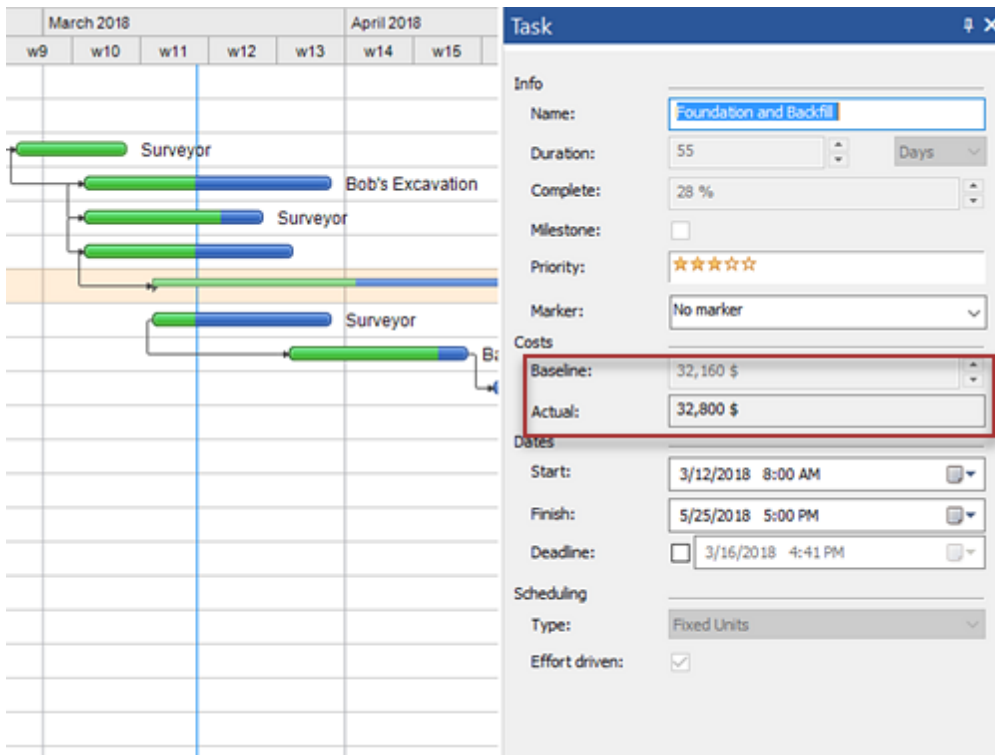 March 2018
April 2018
w9 w10 w11 w12 w13 w14 w15
Surveyor
Bob's Excavation
Surveyor
Surveyor
Task
Info
Name: Foundation and Backfill
Duration: 55 Days
Complete: 28 %
Milestone:
Priority:
Marker: No marker
Costs
Baseline: 32,160 $
Actual: 32,800 $
Dates
Start: 3/12/2018 8:00 AM
Finish: 5/25/2018 5:00 PM
Deadline: 3/16/2018 4:41 PM
Scheduling
Type: Fixed Units
Effort driven: